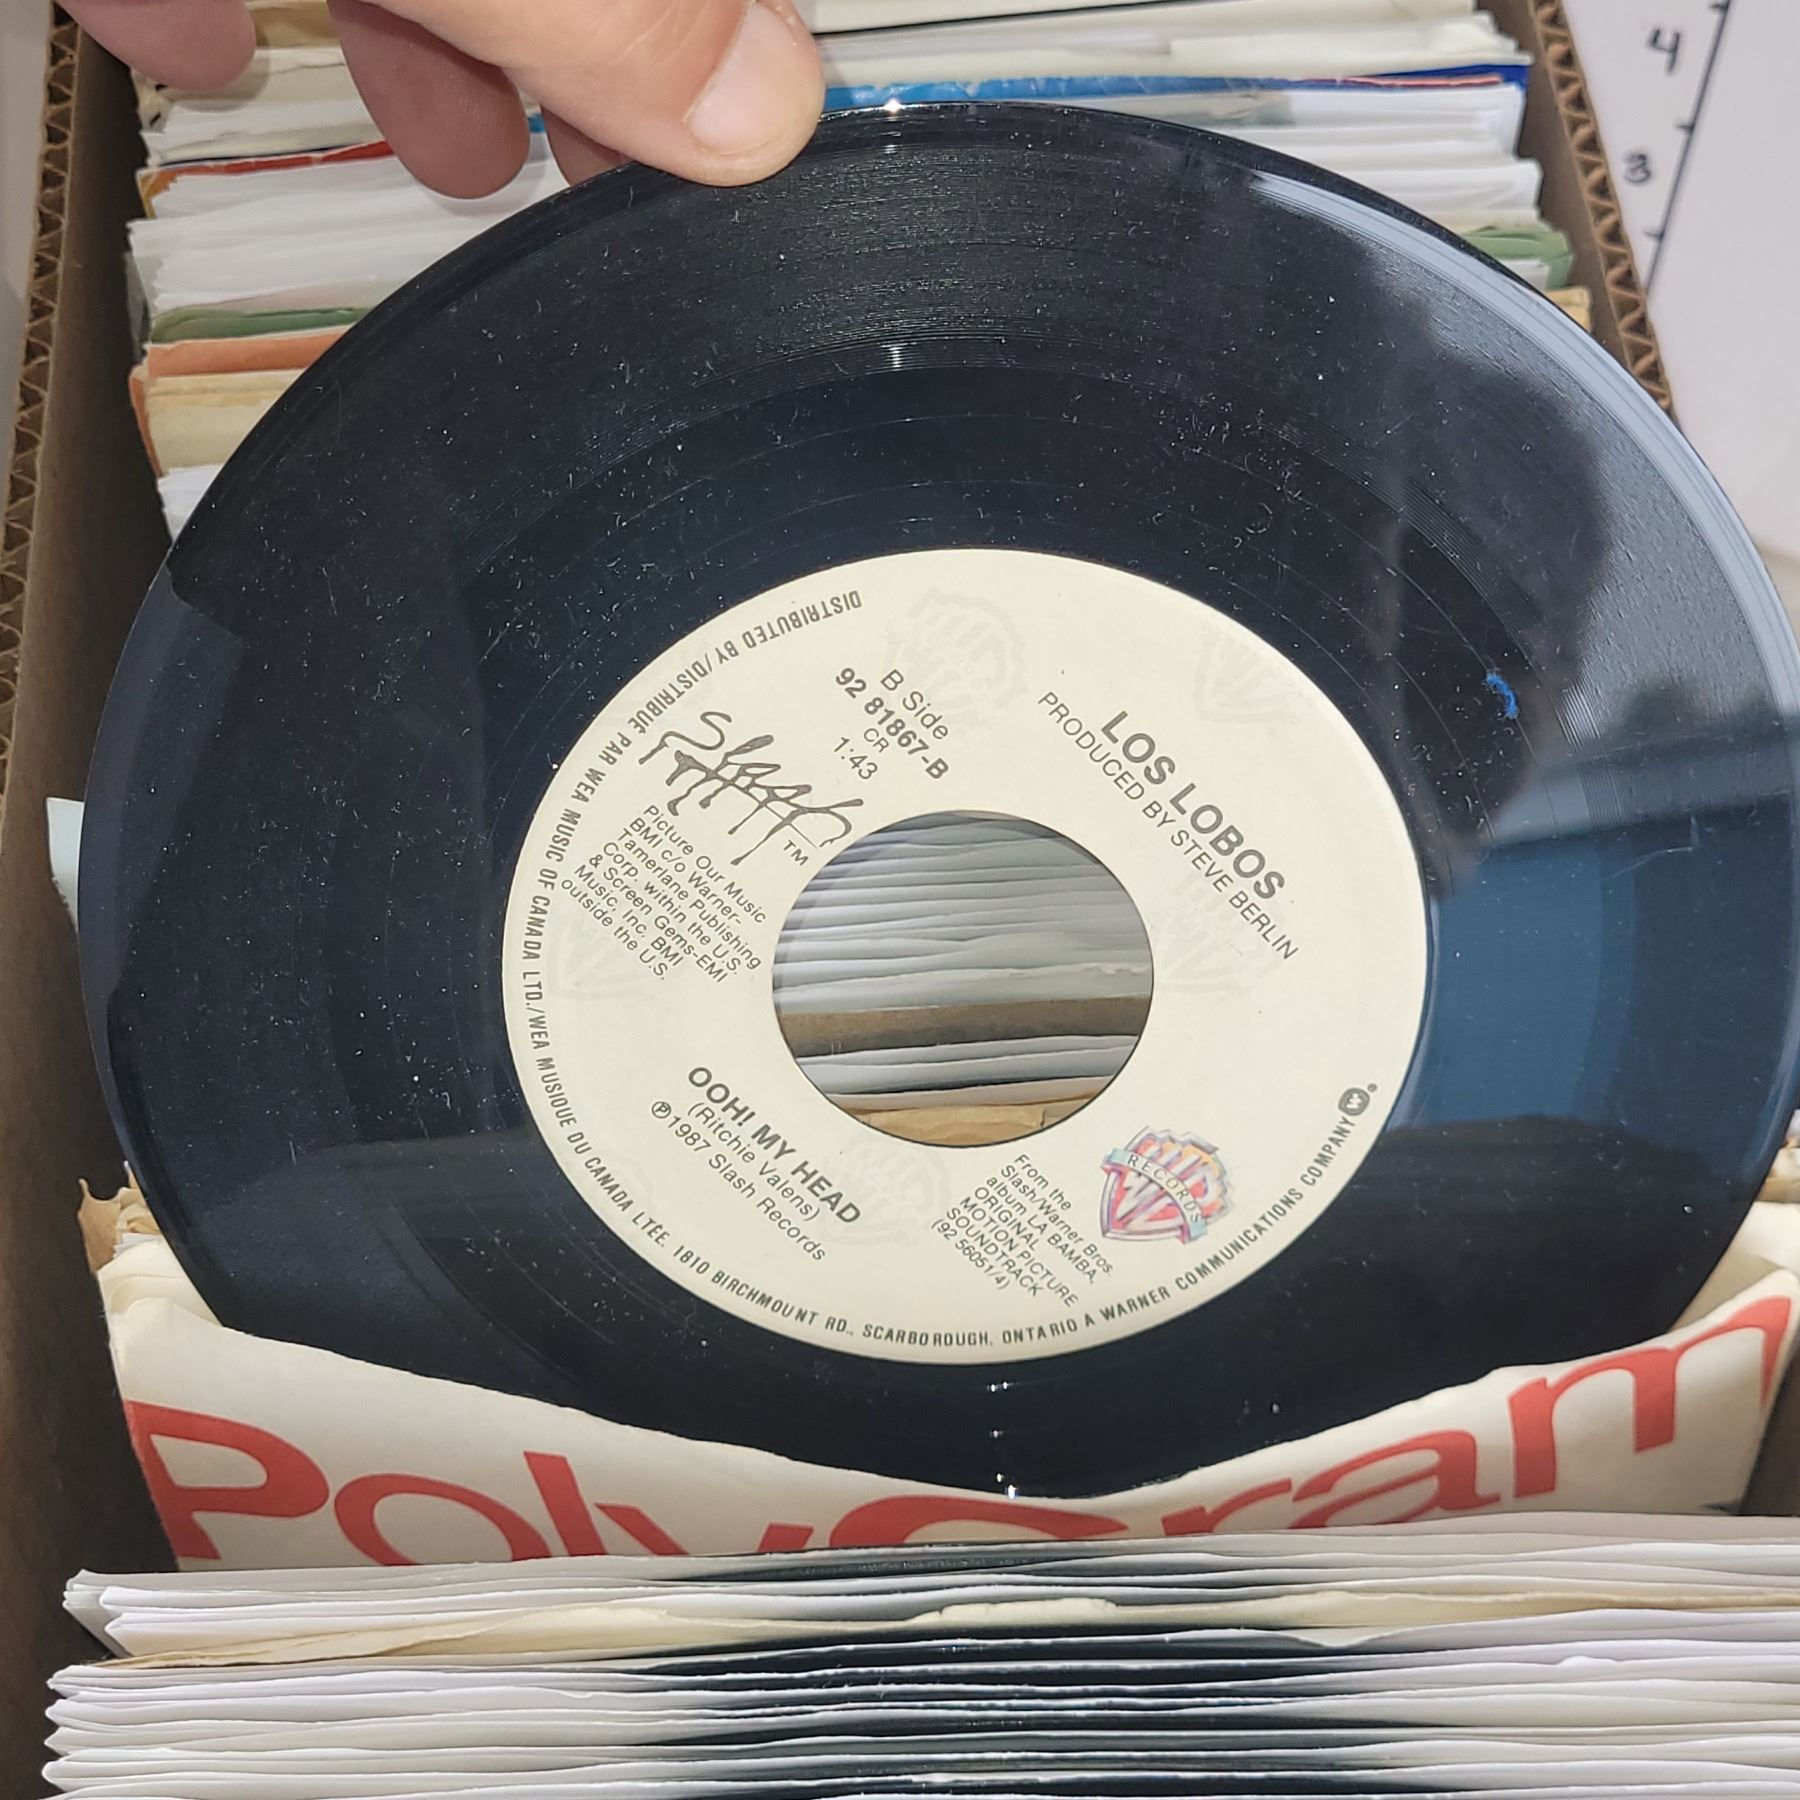 4
3
LOS LOBOS
PRODUCED BY STEVE BERLIN
B Side
92 81867-B
CR
1:43
Slash™
Picture Our Music
BMI c/o Warner-
Tamerlane Publishing
Corp. within the U.S.
& Screen Gems-EMI
Music, Inc. BMI
outside the U.S.
OOH! MY HEAD
(Ritchie Valens)
℗1987 Slash Records
From the
Slash/Warner Bros.
album LA BAMBA,
ORIGINAL
MOTION PICTURE
SOUNDTRACK
(92 56051/4)
RECORDS
DISTRIBUTED BY/DISTRIBUÉ PAR WEA MUSIC OF CANADA LTD./WEA MUSIQUE DU CANADA LTÉE. 1810 BIRCHMOUNT RD., SCARBOROUGH, ONTARIO A WARNER COMMUNICATIONS COMPANY
PolyGram